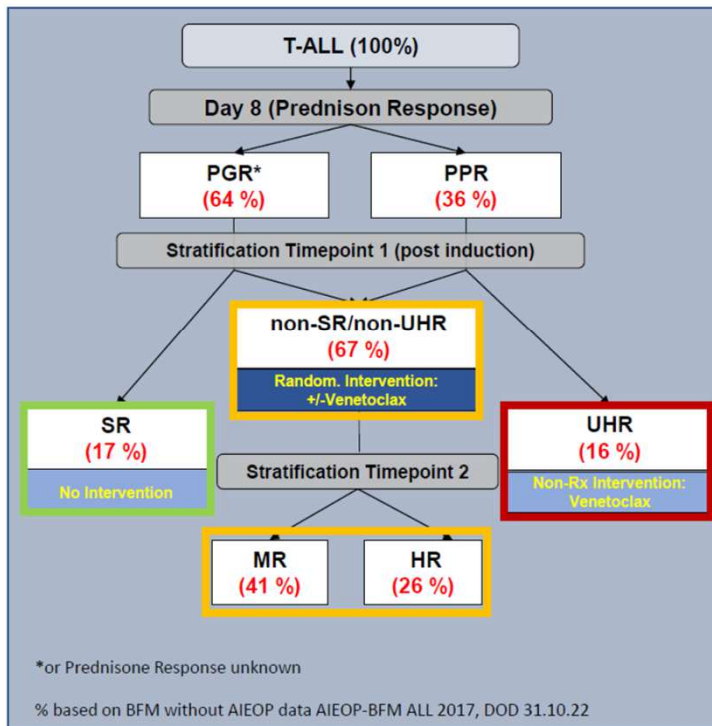 T-ALL (100%)
Day 8 (Prednison Response)
PGR*
(64 %)
PPR
(36 %)
Stratification Timepoint 1 (post induction)
non-SR/non-UHR
(67 %)
Random. Intervention:
+/-Venetoclax
SR
(17 %)
No Intervention
UHR
(16 %)
Non-Rx Intervention:
Venetoclax
Stratification Timepoint 2
MR
(41 %)
HR
(26 %)
*or Prednisone Response unknown
% based on BFM without AIEOP data AIEOP-BFM ALL 2017, DOD 31.10.22